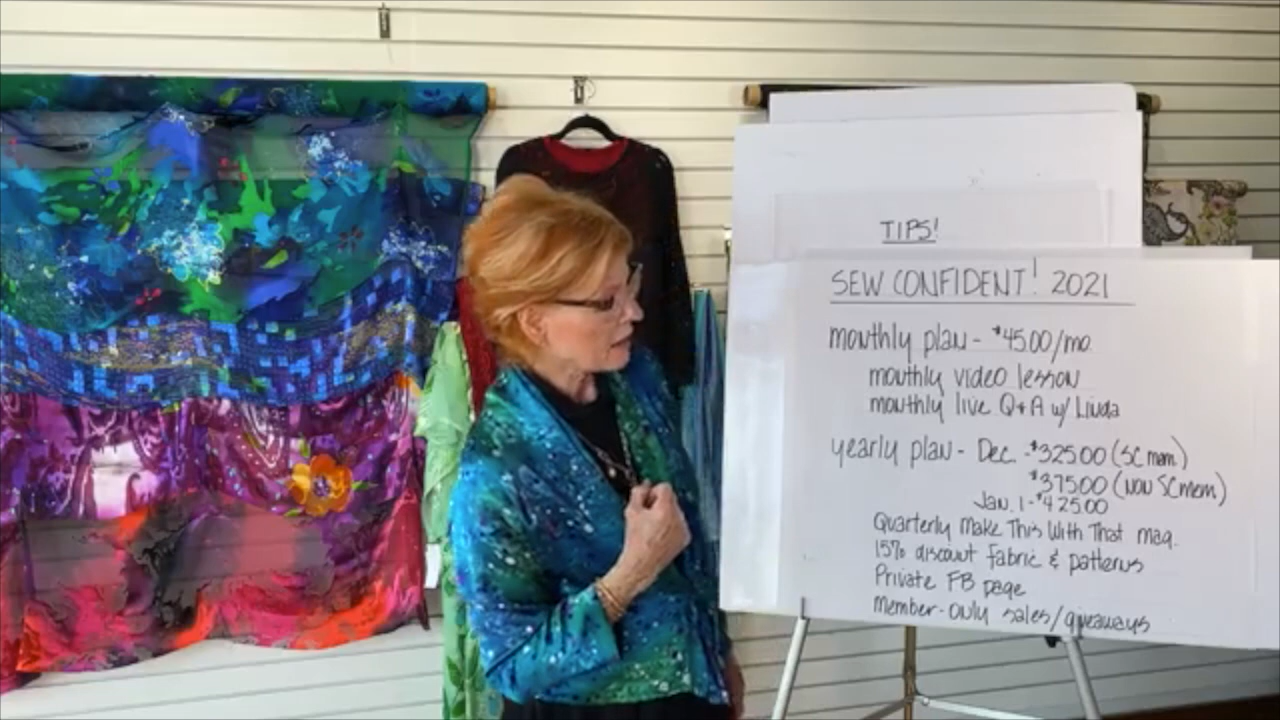 TIPS!
SEW CONFIDENT! 2021
monthly plan - $45.00/mo.
monthly video lesson
monthly live Q+A w/ Linda
yearly plan - Dec. - $325.00 (SC mem)
$375.00 (non SC mem)
Jan. 1 - $425.00
Quarterly Make This With That mag.
15% discount fabric & patterns
Private FB page
Member-only sales/giveaways